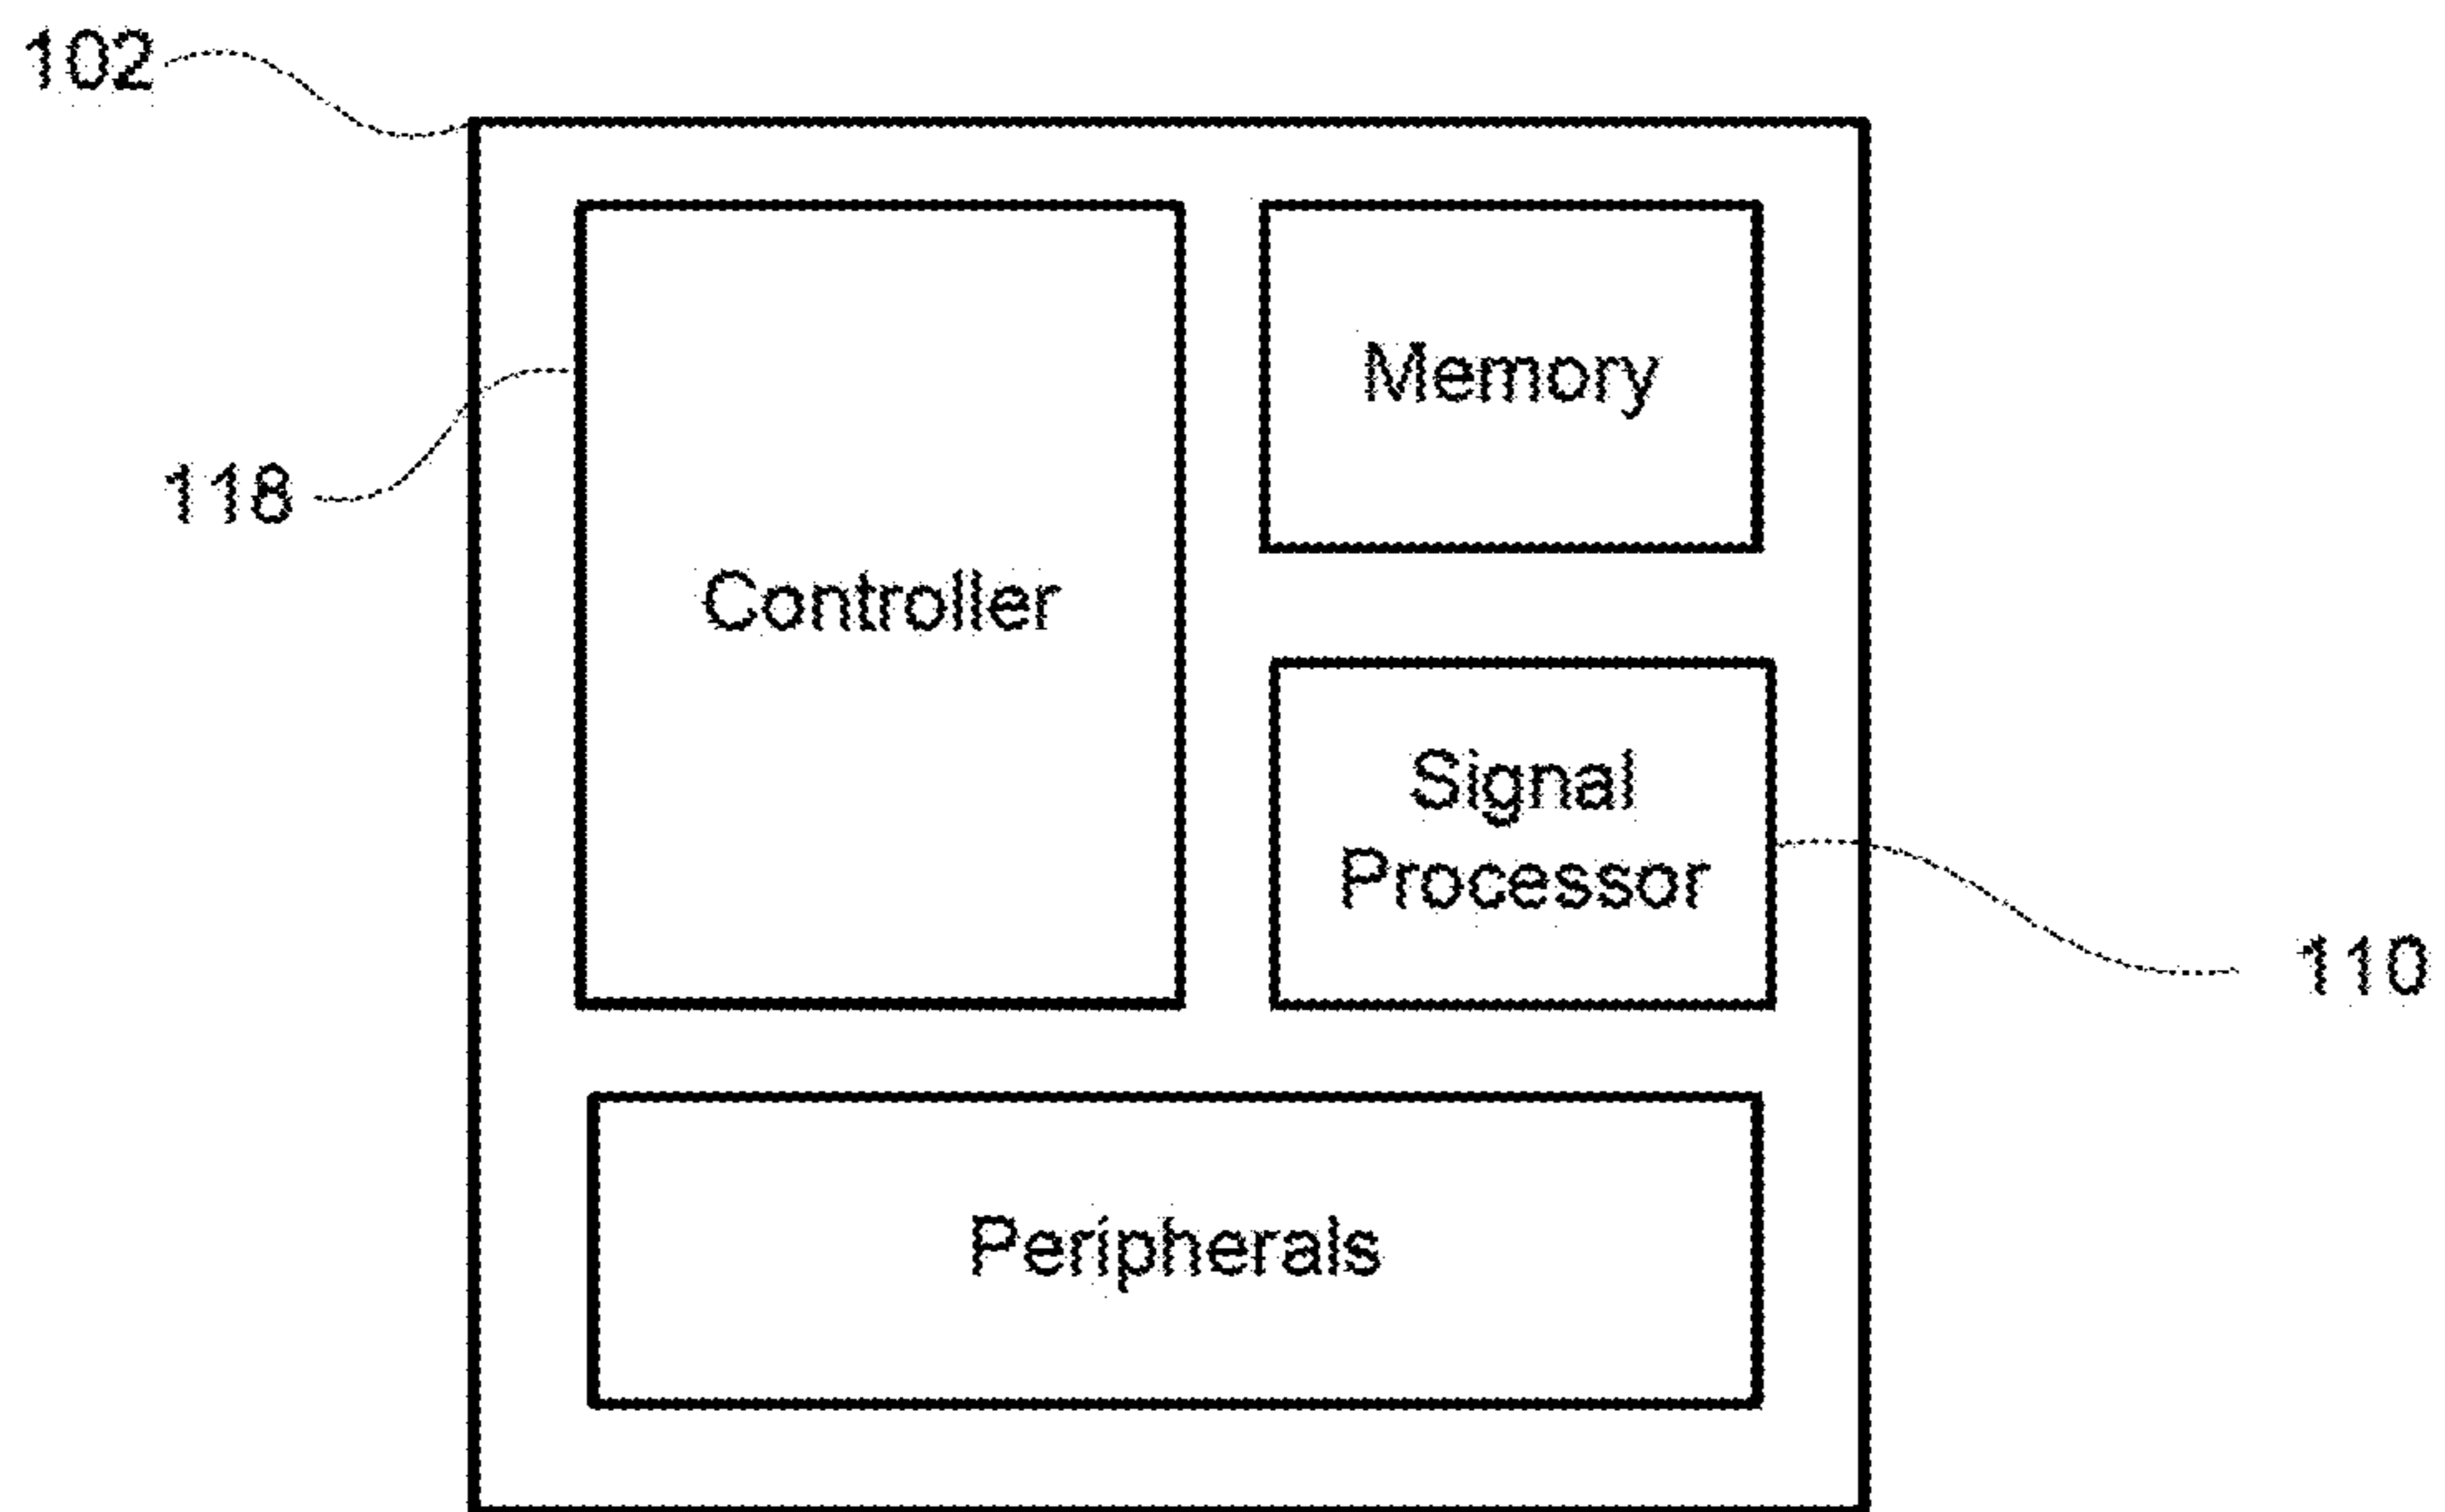 102
Memory
118
Controller
Signal
Processor
110
Peripherals